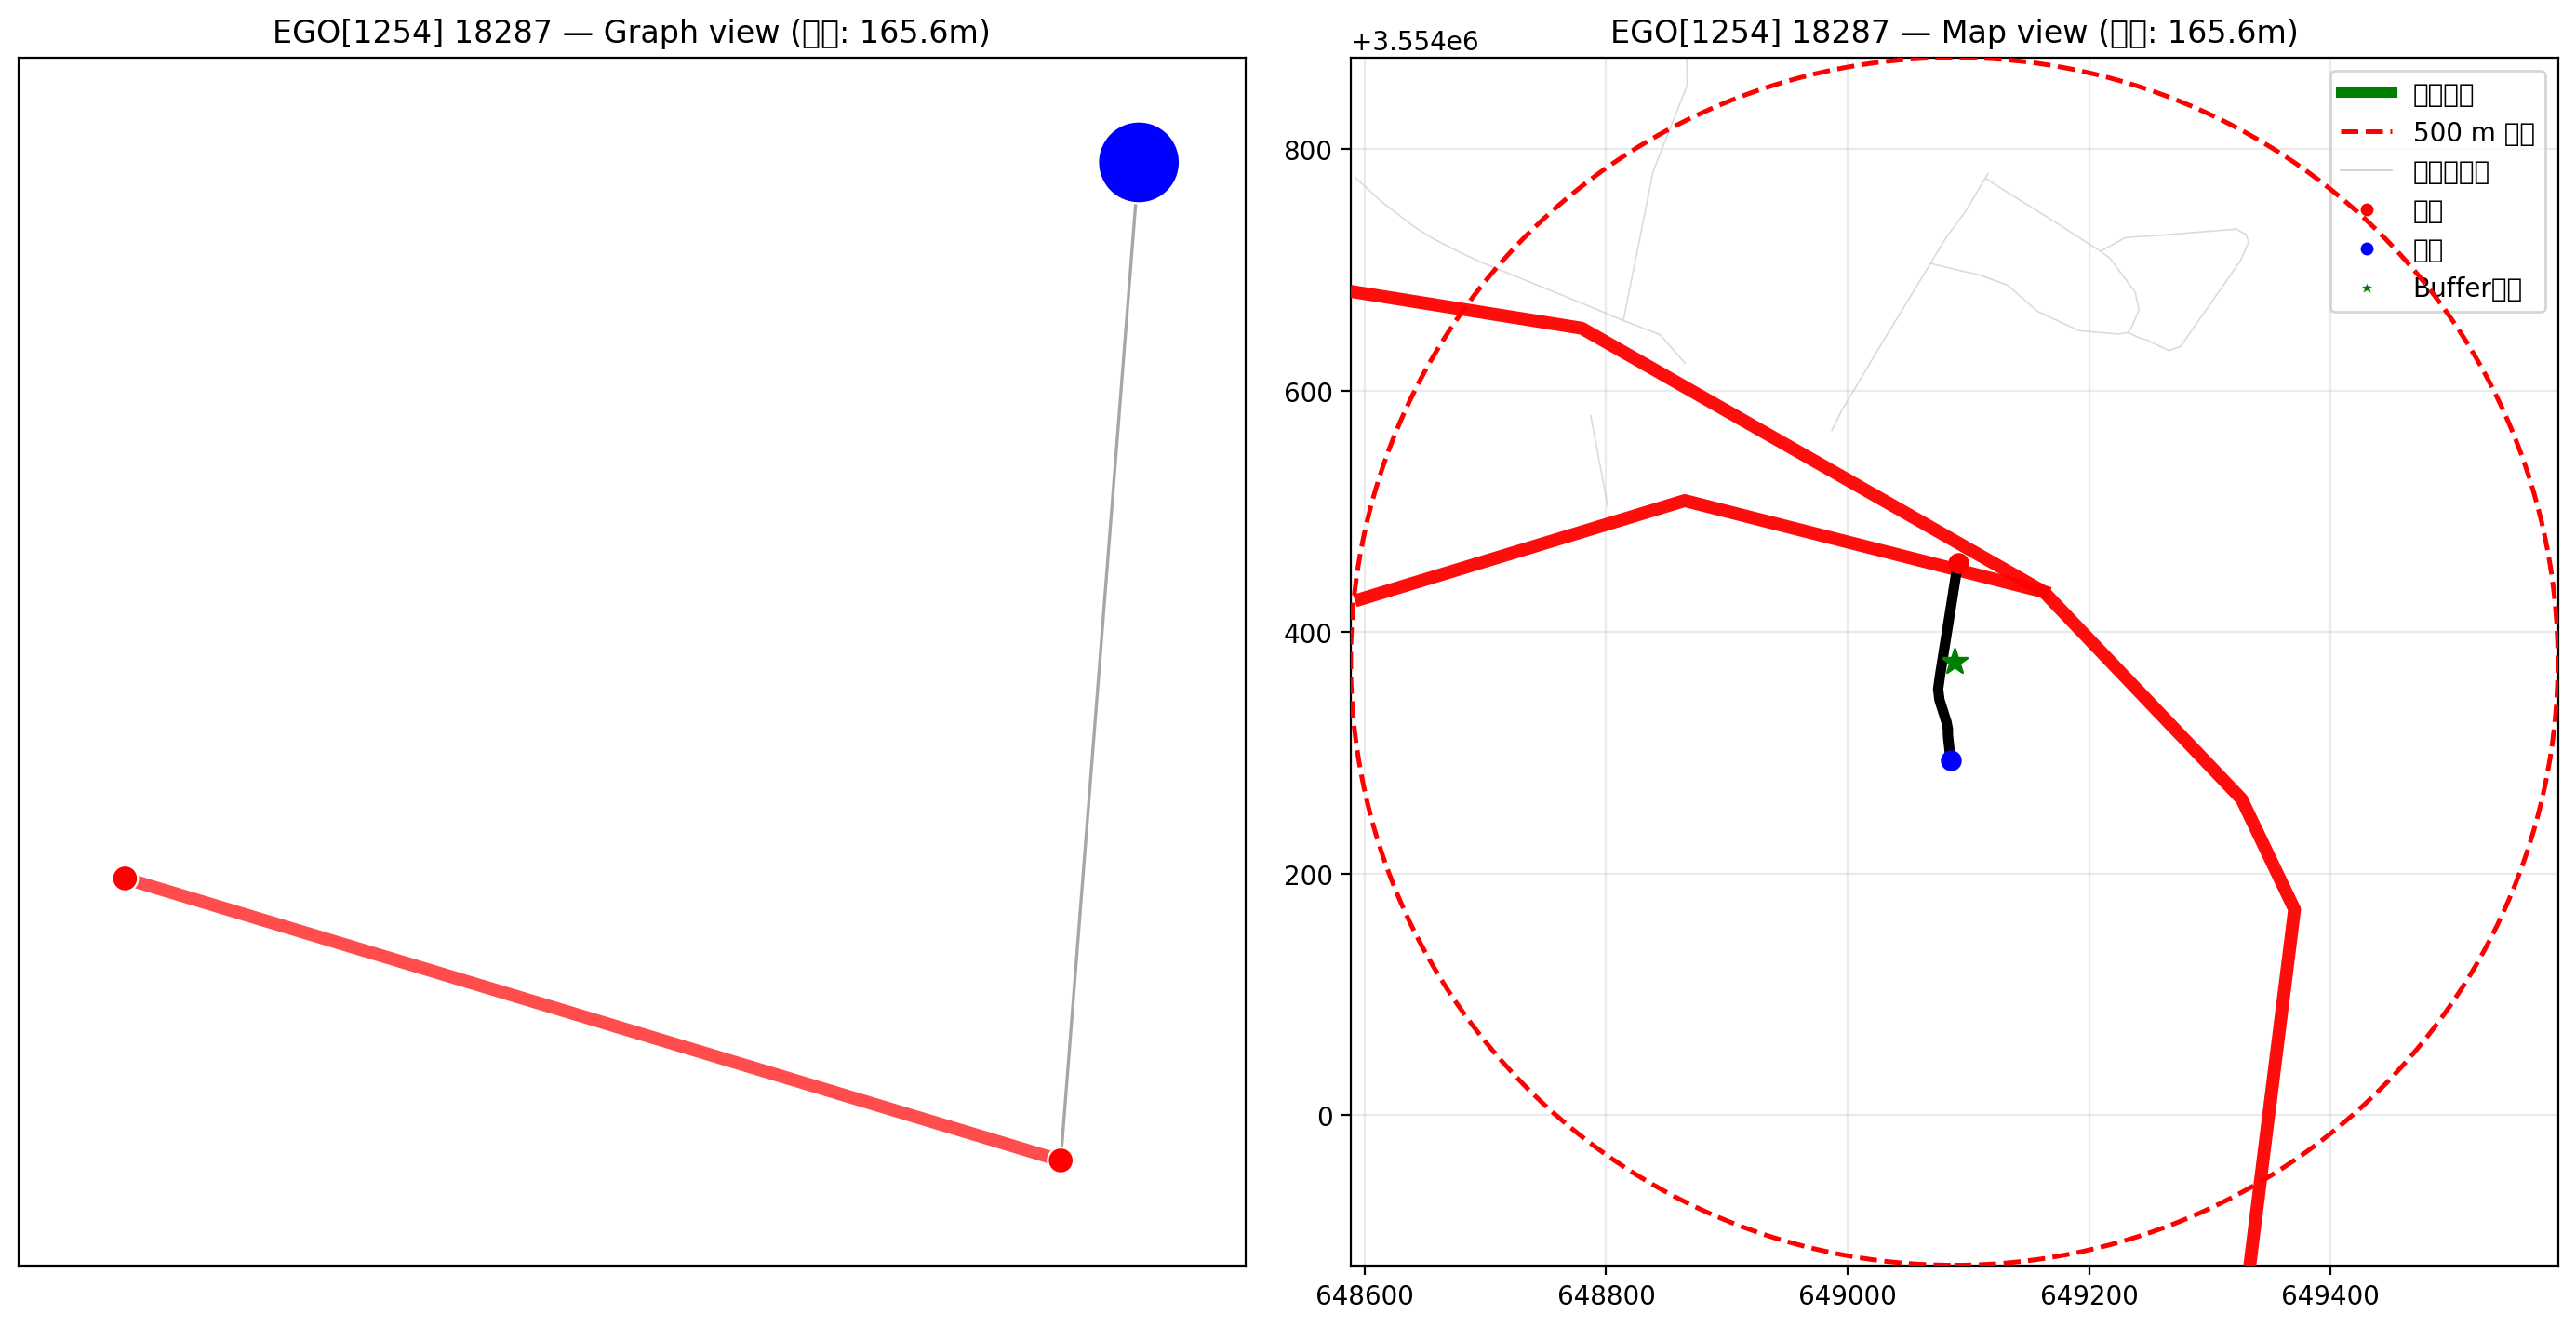 EGO[1254] 18287 — Graph view (: 165.6m)
EGO[1254] 18287 — Map view (: 165.6m)
+3.554e6
500 m
Buffer
800
600
400
200
0
648600
648800
649000
649200
649400